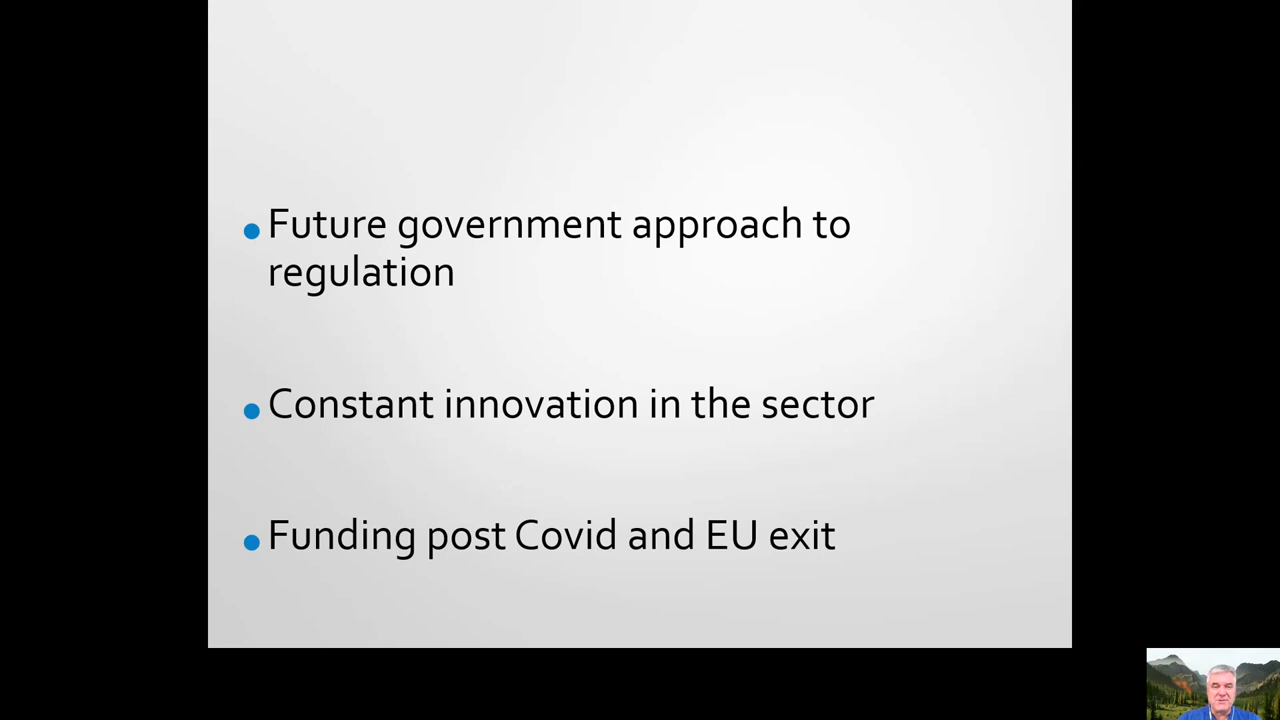 • Future government approach to
regulation
• Constant innovation in the sector
• Funding post Covid and EU exit